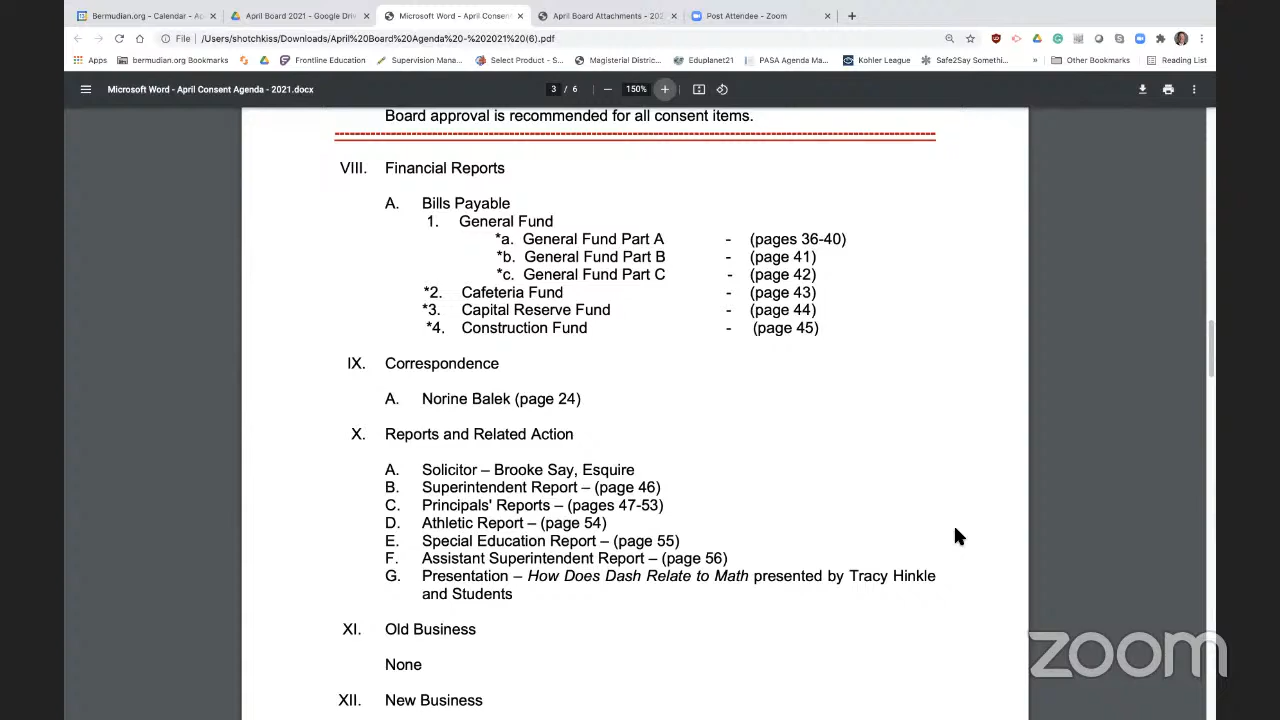 Bermudian.org - Calendar - Ap
April Board 2021 - Google Driv
Microsoft Word - April Consent
April Board Attachments - 202
Post Attendee - Zoom
File /Users/shotchkiss/Downloads/April%20Board%20Agenda%20-%202021%20(6).pdf
Apps bermudian.org Bookmarks Frontline Education Supervision Mana... Select Product - S... Magisterial Distric... Eduplanet21 PASA Agenda Ma... Kohler League Safe2Say Somethi... » Other Bookmarks Reading List
Microsoft Word - April Consent Agenda - 2021.docx 3 / 6 150%
Board approval is recommended for all consent items.
VIII. Financial Reports
A. Bills Payable
1. General Fund
*a. General Fund Part A - (pages 36-40)
*b. General Fund Part B - (page 41)
*c. General Fund Part C - (page 42)
*2. Cafeteria Fund - (page 43)
*3. Capital Reserve Fund - (page 44)
*4. Construction Fund - (page 45)
IX. Correspondence
A. Norine Balek (page 24)
X. Reports and Related Action
A. Solicitor – Brooke Say, Esquire
B. Superintendent Report – (page 46)
C. Principals' Reports – (pages 47-53)
D. Athletic Report – (page 54)
E. Special Education Report – (page 55)
F. Assistant Superintendent Report – (page 56)
G. Presentation – How Does Dash Relate to Math presented by Tracy Hinkle
and Students
XI. Old Business
None
XII. New Business
zoom